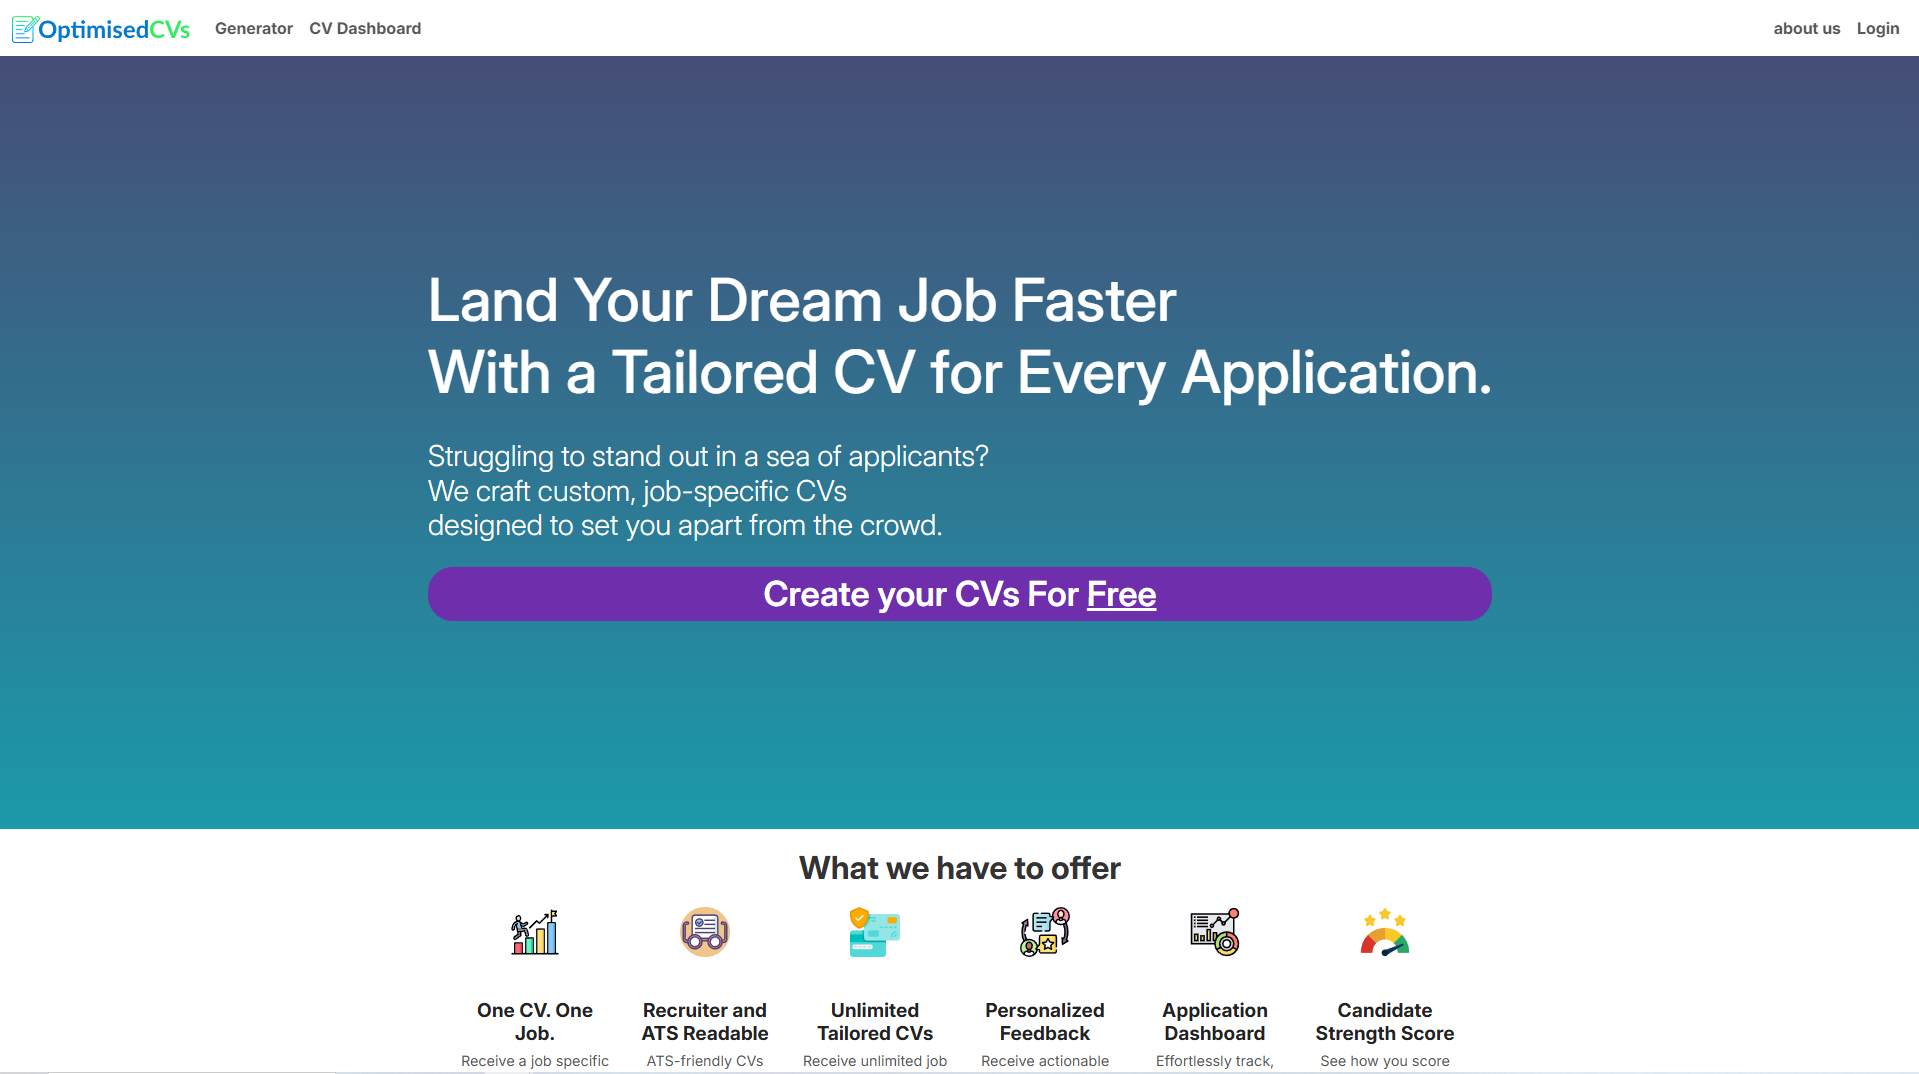 OptimisedCVs
Generator
CV Dashboard
about us
Login
Land Your Dream Job Faster
With a Tailored CV for Every Application.
Struggling to stand out in a sea of applicants?
We craft custom, job-specific CVs
designed to set you apart from the crowd.
Create your CVs For Free
What we have to offer
One CV. One
Job.
Receive a job specific
Recruiter and
ATS Readable
ATS-friendly CVs
Unlimited
Tailored CVs
Receive unlimited job
Personalized
Feedback
Receive actionable
Application
Dashboard
Effortlessly track,
Candidate
Strength Score
See how you score